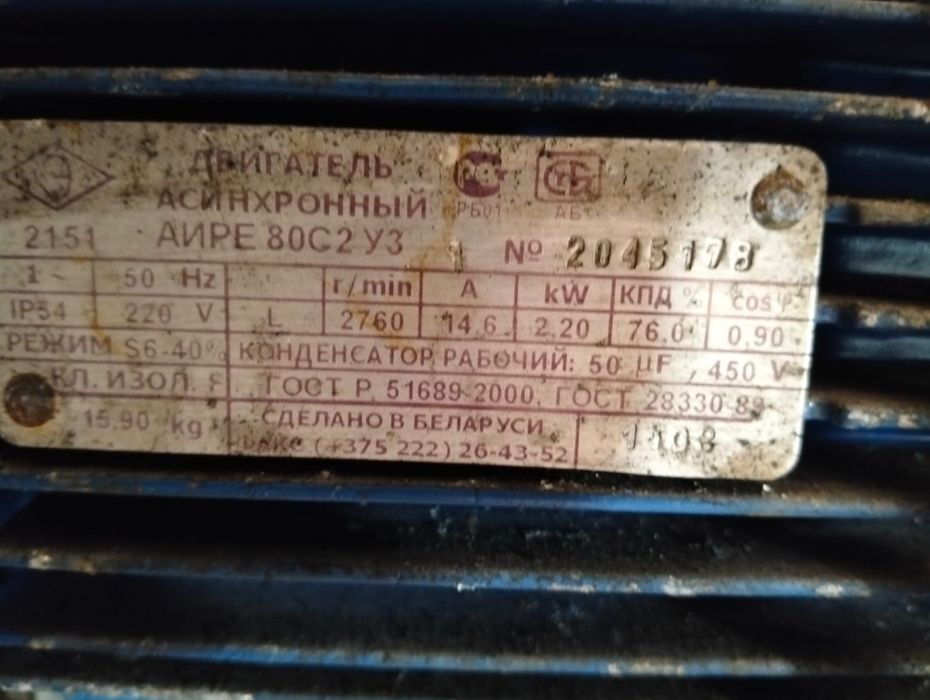 ДВИГАТЕЛЬ
АСИНХРОННЫЙ РБ01 АБ
2151 АИРЕ 80С2 У3 1 № 2045178
1~ 50 Hz r/min A kW КПД % cos φ
IP54 220 V L 2760 14.6 2.20 76.0 0.90
РЕЖИМ S6-40% КОНДЕНСАТОР РАБОЧИЙ: 50 µF, 450 V
КЛ. ИЗОЛ. F ГОСТ Р 51689-2000, ГОСТ 28330-89
15.90 kg СДЕЛАНО В БЕЛАРУСИ
(+375 222) 26-43-52 1108